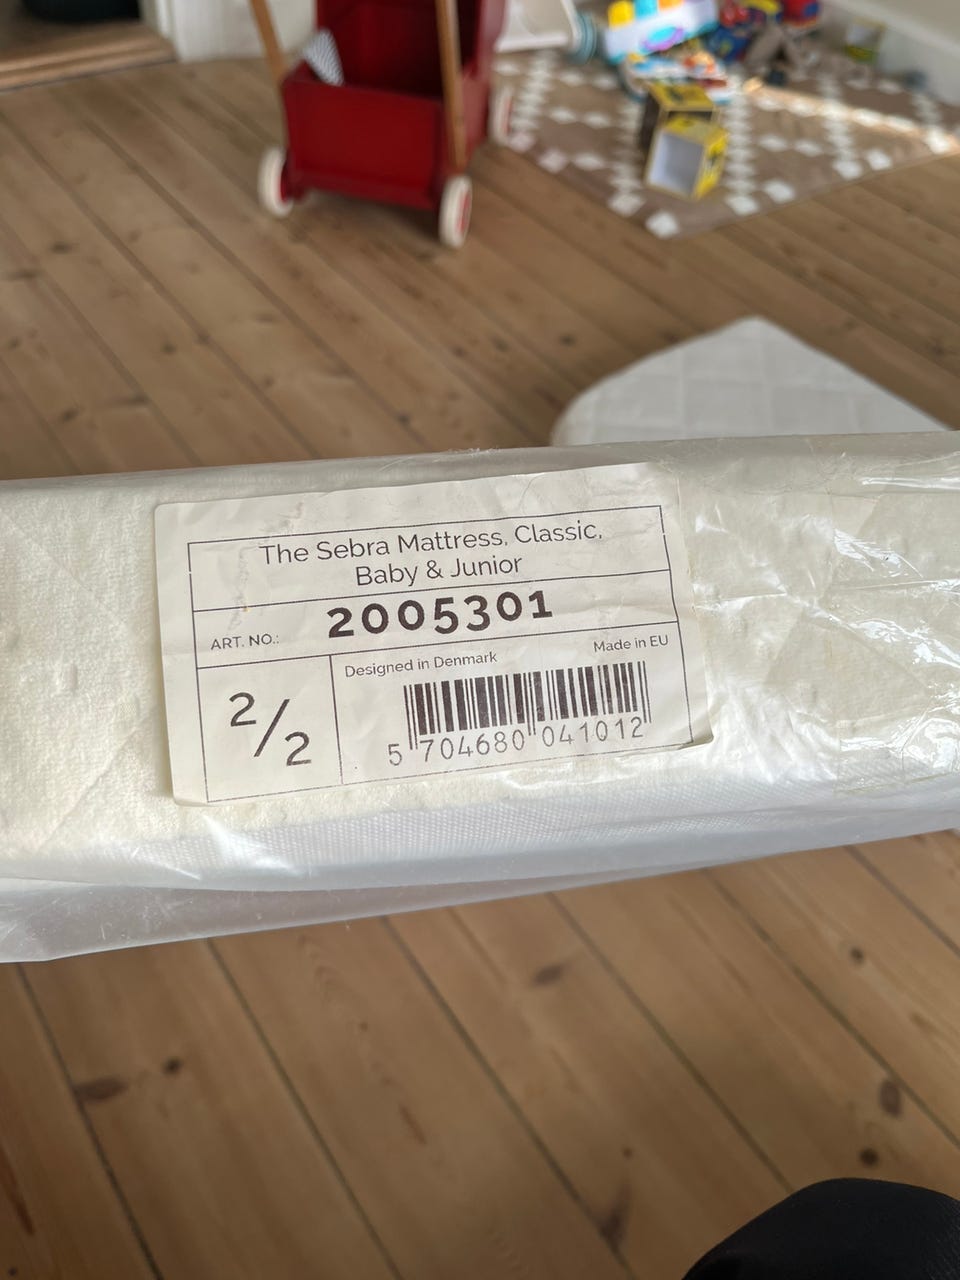 The Sebra Mattress, Classic,
Baby & Junior
ART. NO.: 2005301
Designed in Denmark Made in EU
2/2
5 704680 041012